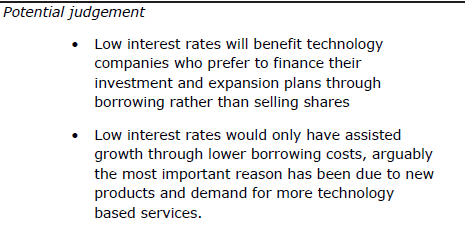 Potential judgement
• Low interest rates will benefit technology
companies who prefer to finance their
investment and expansion plans through
borrowing rather than selling shares
• Low interest rates would only have assisted
growth through lower borrowing costs, arguably
the most important reason has been due to new
products and demand for more technology
based services.